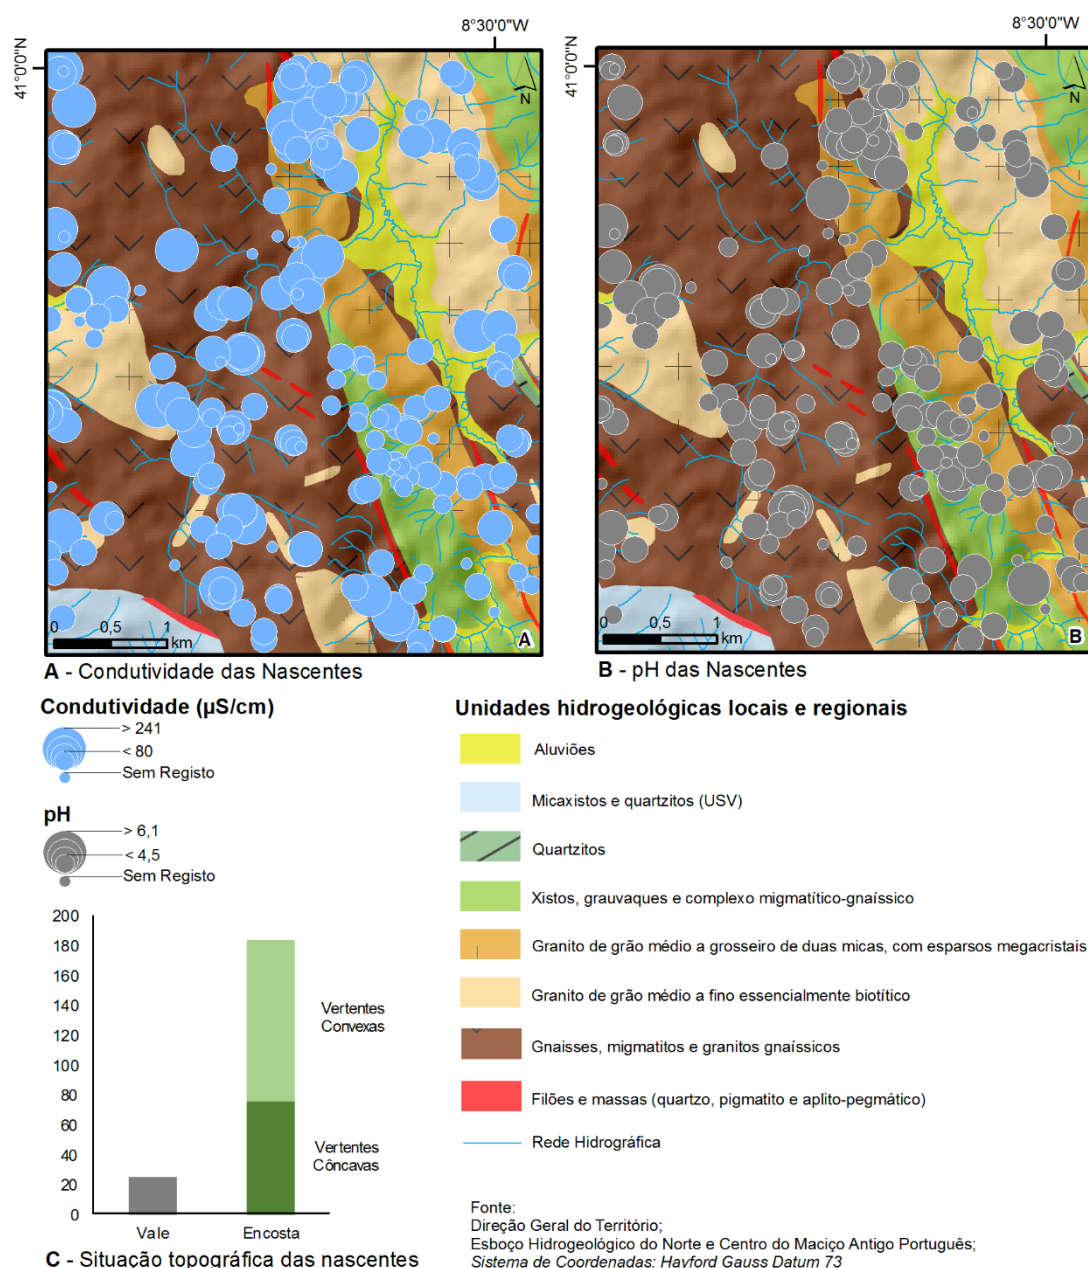 8°30'0"W
8°30'0"W
41°0'0"N
41°0'0"N
N
N
0 0,5 1
km
A
0 0,5 1
km
B
A - Condutividade das Nascentes
B - pH das Nascentes
Condutividade (µS/cm)
> 241
< 80
Sem Registo
pH
> 6,1
< 4,5
Sem Registo
Unidades hidrogeológicas locais e regionais
Aluviões
Micaxistos e quartzitos (USV)
Quartzitos
Xistos, grauvaques e complexo migmatítico-gnaíssico
Granito de grão médio a grosseiro de duas micas, com esparsos megacristais
Granito de grão médio a fino essencialmente biotítico
Gnaisses, migmatitos e granitos gnaíssicos
Filões e massas (quartzo, pigmatito e aplito-pegmático)
Rede Hidrográfica
200
180
160
140
120
100
80
60
40
20
0
Vertentes
Convexas
Vertentes
Côncavas
Vale
Encosta
C - Situação topográfica das nascentes
Fonte:
Direção Geral do Território;
Esboço Hidrogeológico do Norte e Centro do Maciço Antigo Português;
Sistema de Coordenadas: Hayford Gauss Datum 73